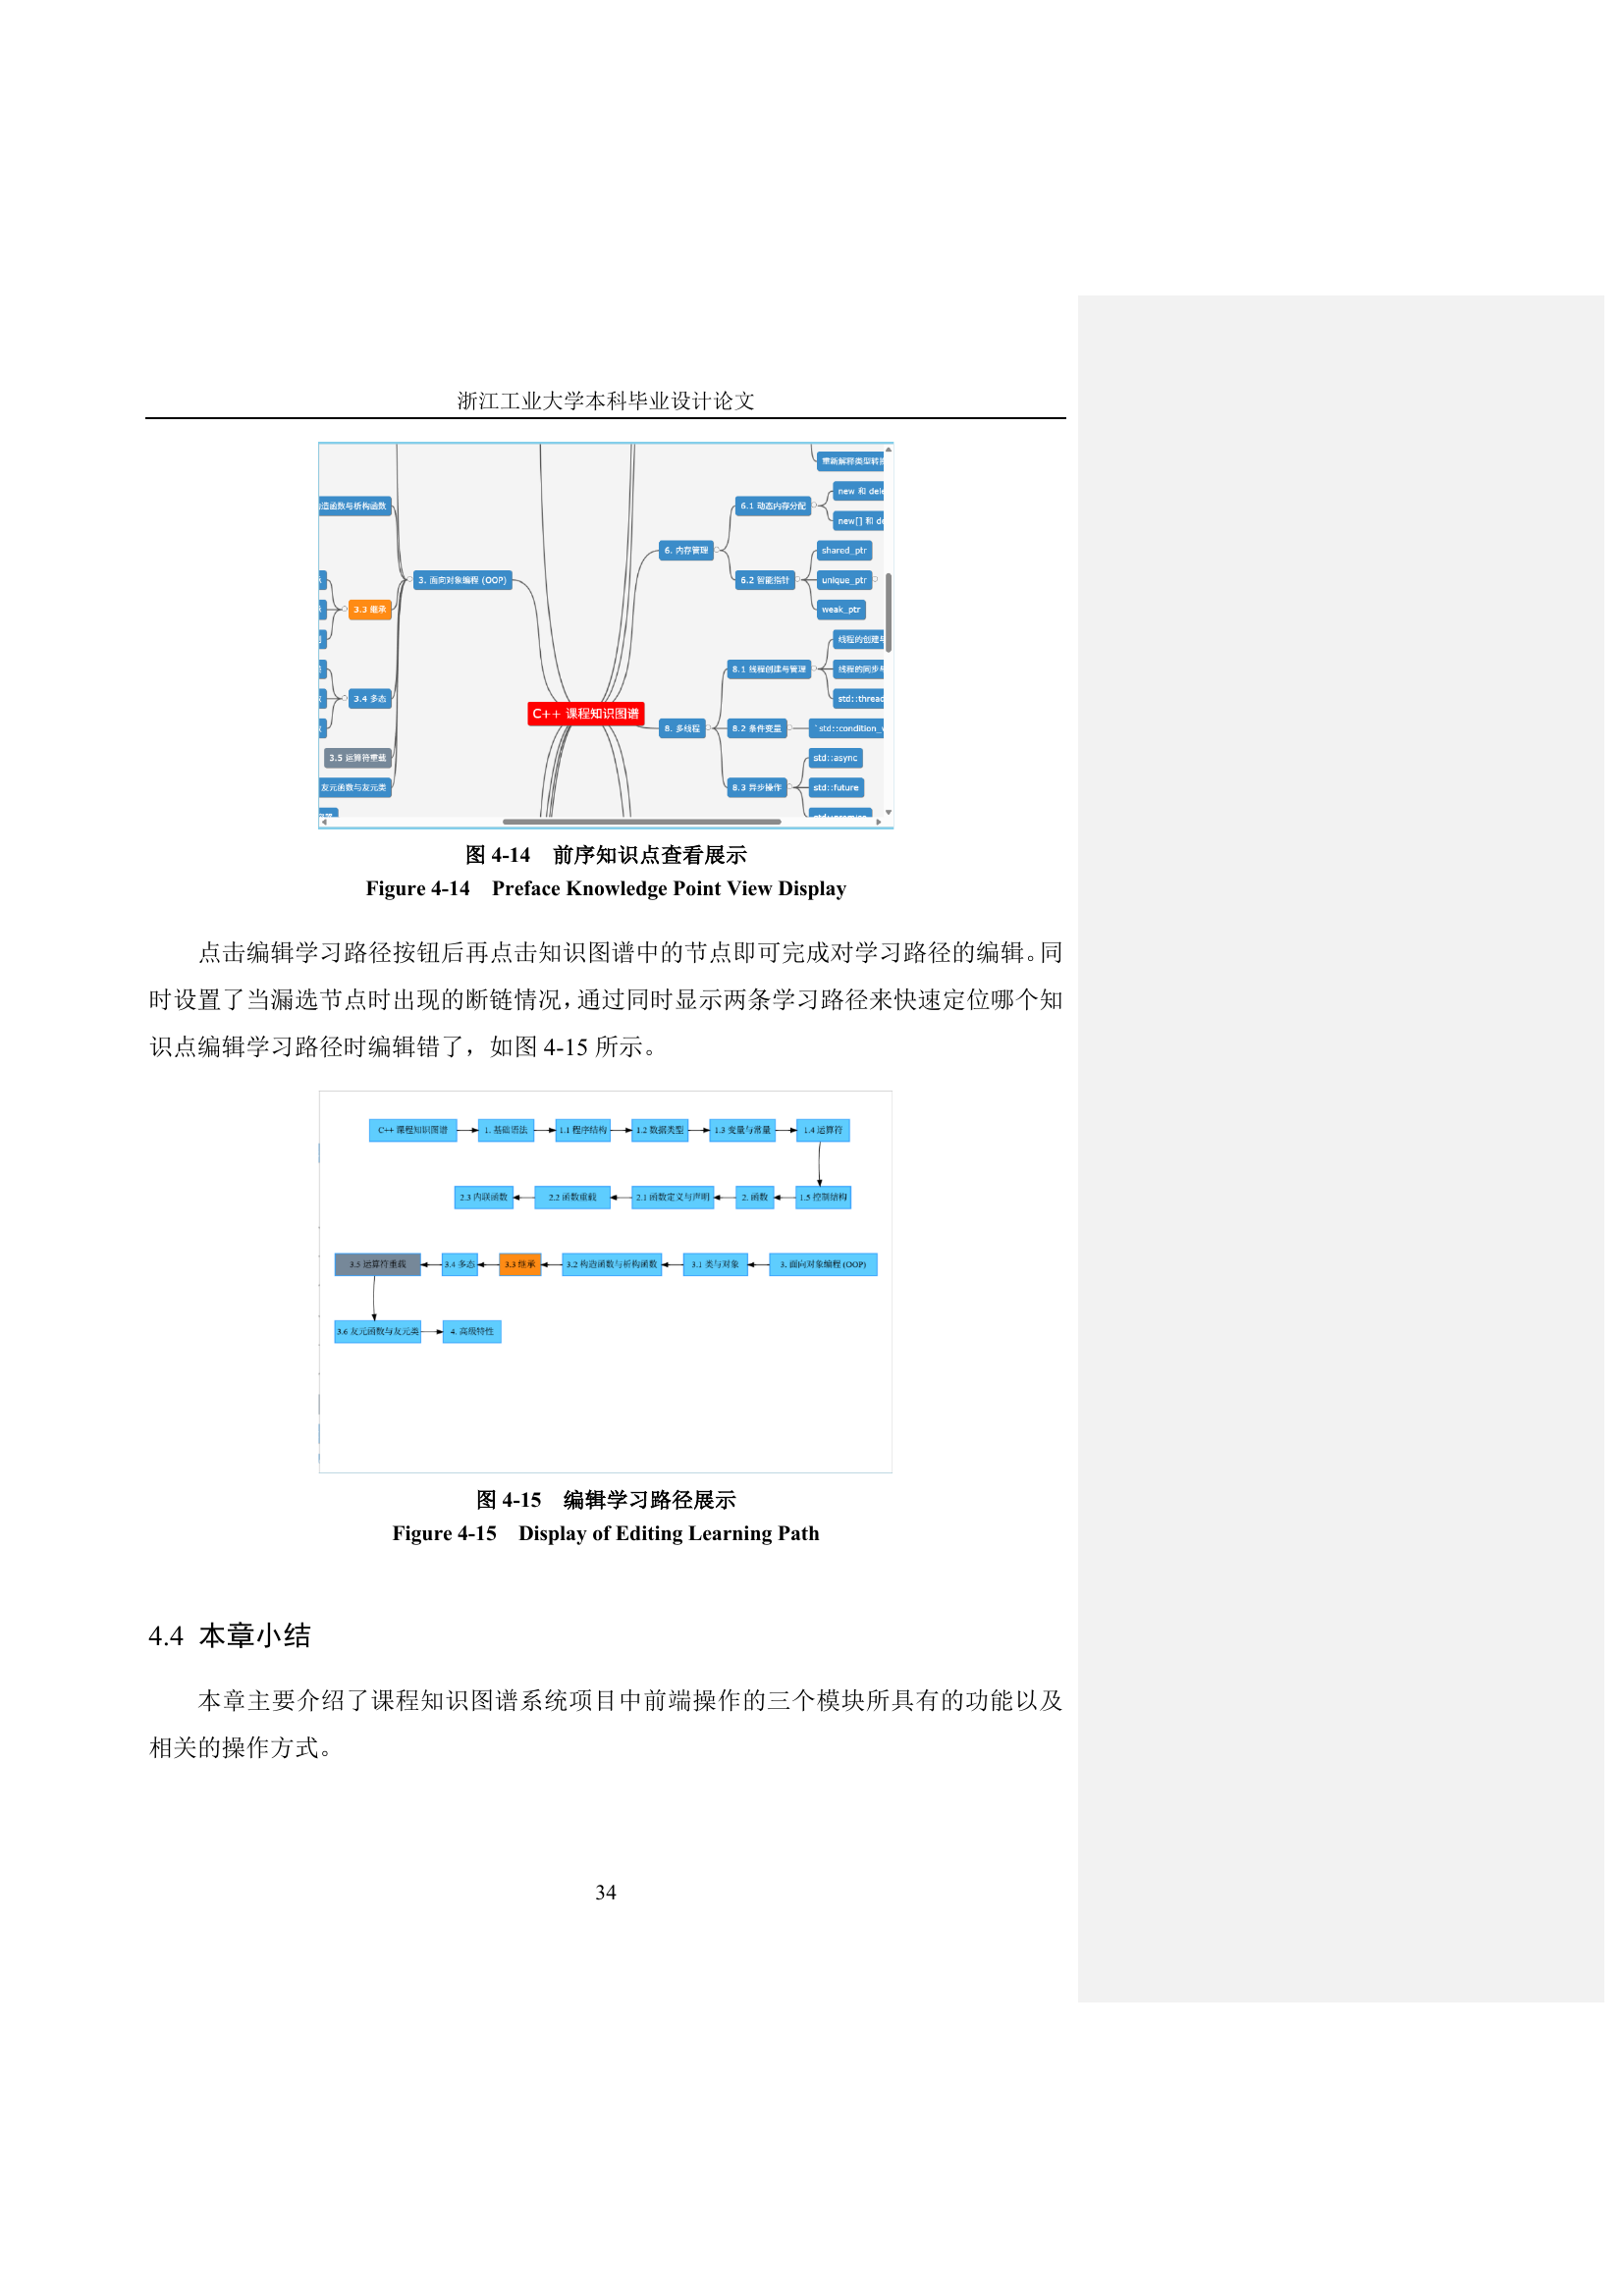 浙江工业大学本科毕业设计论文
重新解释类型转
new 和 dele
6.1 动态内存分配
造函数与析构函数
new[] 和 de
6. 内存管理
shared_ptr
3. 面向对象编程 (OOP)
6.2 智能指针
unique_ptr
3.3 继承
weak_ptr
线程的创建与
8.1 线程创建与管理
线程的同步
3.4 多态
std::thread
C++ 课程知识图谱
8. 多线程
8.2 条件变量
`std::condition_v
3.5 运算符重载
std::async
友元函数与友元类
8.3 异步操作
std::future
std::promise
图 4-14 前序知识点查看展示
Figure 4-14 Preface Knowledge Point View Display
点击编辑学习路径按钮后再点击知识图谱中的节点即可完成对学习路径的编辑。同
时设置了当漏选节点时出现的断链情况，通过同时显示两条学习路径来快速定位哪个知
识点编辑学习路径时编辑错了，如图 4-15 所示。
C++ 课程知识图谱 1. 基础语法 1.1 程序结构 1.2 数据类型 1.3 变量与常量 1.4 运算符
2.3 内联函数 2.2 函数重载 2.1 函数定义与声明 2. 函数 1.5 控制结构
3.5 运算符重载 3.4 多态 3.3 继承 3.2 构造函数与析构函数 3.1 类与对象 3. 面向对象编程 (OOP)
3.6 友元函数与友元类 4. 高级特性
图 4-15 编辑学习路径展示
Figure 4-15 Display of Editing Learning Path
4.4 本章小结
本章主要介绍了课程知识图谱系统项目中前端操作的三个模块所具有的功能以及
相关的操作方式。
34